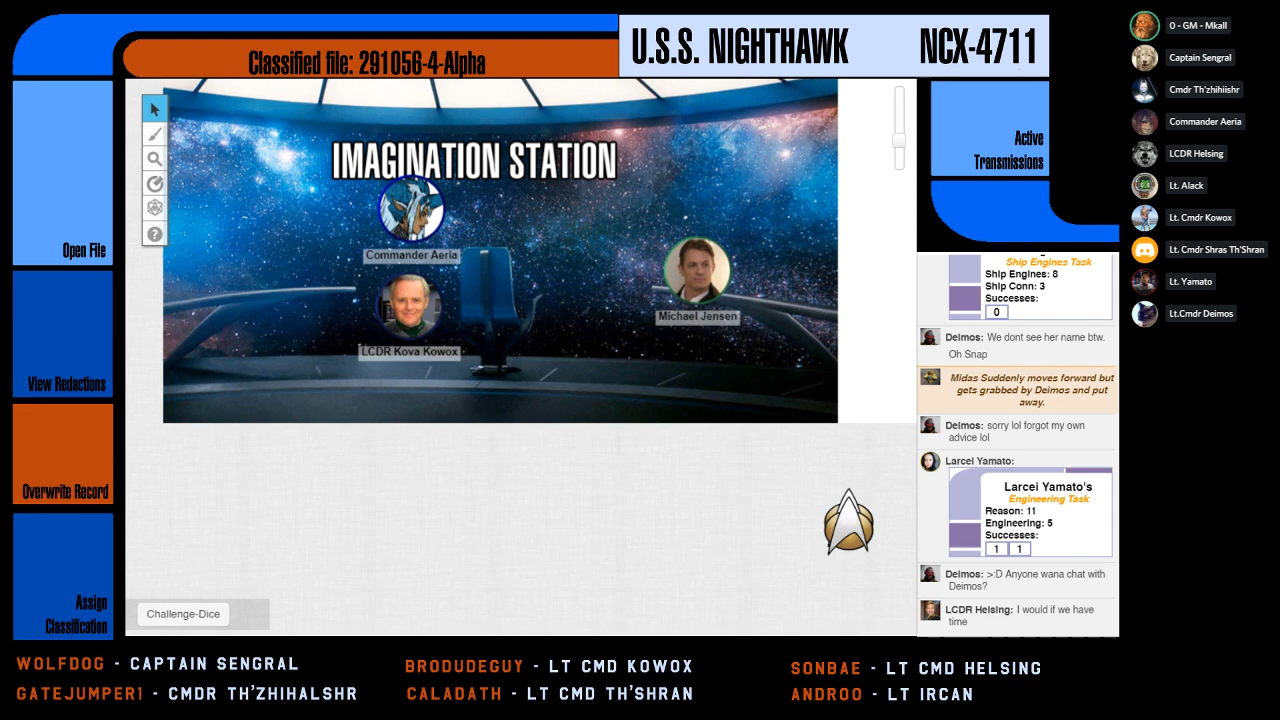 Classified file: 291056-4-Alpha
U.S.S. NIGHTHAWK
NCX-4711
Open File
View Redactions
Overwrite Record
Assign
Classification
IMAGINATION STATION
Commander Aeria
LCDR Kova Kowox
Michael Jensen
Challenge-Dice
Active
Transmissions
Ship Engines Task
Ship Engines: 8
Ship Conn: 3
Successes:
0
Deimos: We dont see her name btw.
Oh Snap
Midas Suddenly moves forward but
gets grabbed by Deimos and put
away.
Deimos: sorry lol forgot my own
advice lol
Larcei Yamato:
Larcei Yamato's
Engineering Task
Reason: 11
Engineering: 5
Successes:
1 1
Deimos: >:D Anyone wana chat with
Deimos?
LCDR Helsing: I would if we have
time
0 - GM - Mkall
Captain Sengral
Cmdr Th'zhihiishr
Commander Aeria
LCDR Helsing
Lt. Alack
Lt. Cmdr Kowox
Lt. Cmdr Shras Th'Shran
Lt. Yamato
Lt.Cmdr Deimos
WOLFDOG - CAPTAIN SENGRAL
GATEJUMPER1 - CMDR TH'ZHIHALSHR
BRODUDEGUY - LT CMD KOWOX
CALADATH - LT CMD TH'SHRAN
SONBAE - LT CMD HELSING
ANDROO - LT IRCAN